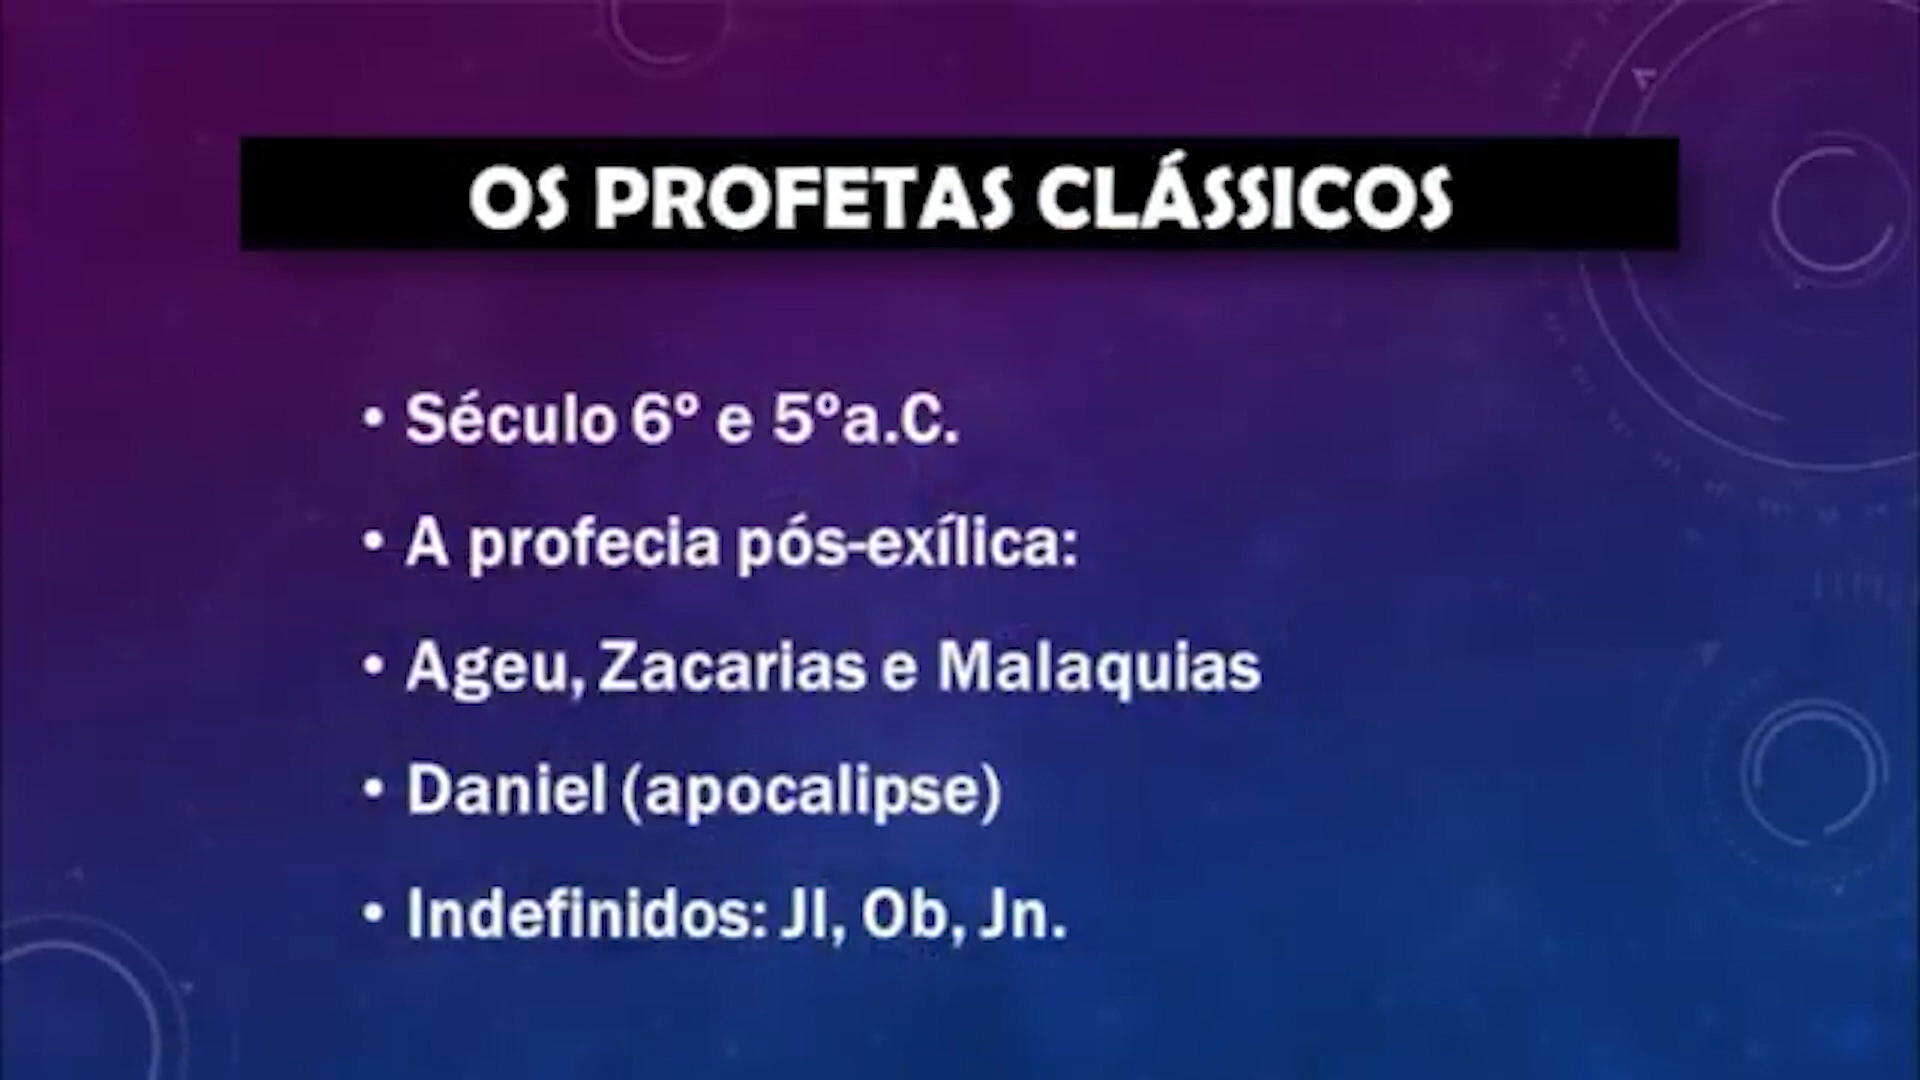 OS PROFETAS CLÁSSICOS
• Século 6º e 5ºa.C.
• A profecia pós-exílica:
• Ageu, Zacarias e Malaquias
• Daniel (apocalipse)
• Indefinidos: Jl, Ob, Jn.